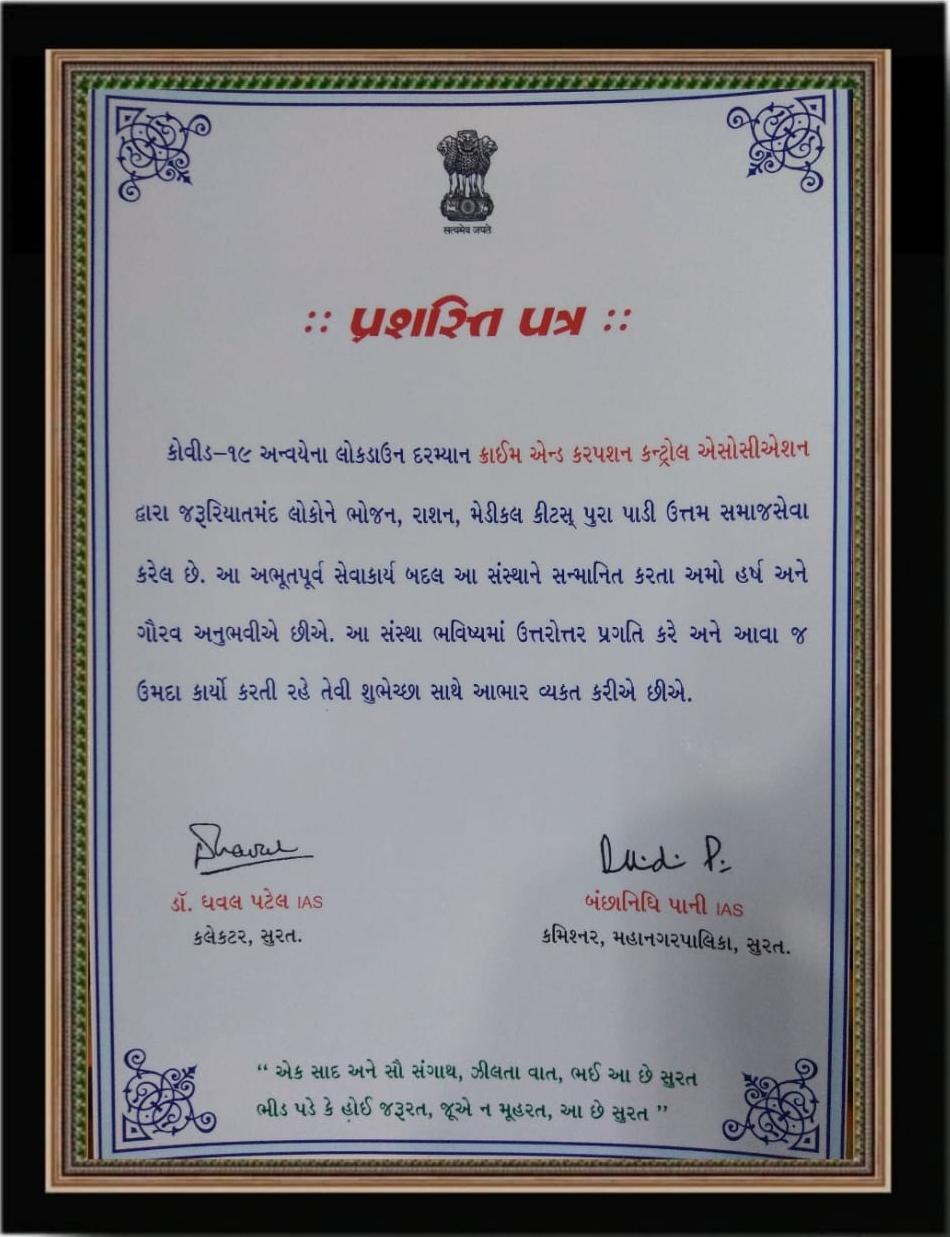 सत्यमेव जयते
:: પ્રશસ્તિ પત્ર ::
કોવીડ–૧૯ અન્વયેના લોકડાઉન દરમ્યાન ક્રાઈમ એન્ડ કરપશન કન્ટ્રોલ એસોસીએશન
દ્વારા જરૂરિયાતમંદ લોકોને ભોજન, રાશન, મેડીકલ કીટસ્ પુરા પાડી ઉત્તમ સમાજસેવા
કરેલ છે. આ અભૂતપૂર્વ સેવાકાર્ય બદલ આ સંસ્થાને સન્માનિત કરતા અમો હર્ષ અને
ગૌરવ અનુભવીએ છીએ. આ સંસ્થા ભવિષ્યમાં ઉત્તરોત્તર પ્રગતિ કરે અને આવા જ
ઉમદા કાર્યો કરતી રહે તેવી શુભેચ્છા સાથે આભાર વ્યકત કરીએ છીએ.
Dhaval
ડૉ. ધવલ પટેલ IAS
કલેકટર, સુરત.
બંછાનિધિ પાની IAS
કમિશ્નર, મહાનગરપાલિકા, સુરત.
“ એક સાદ અને સૌ સંગાથ, ઝીલતા વાત, ભઈ આ છે સુરત
ભીડ પડે કે હોઈ જરૂરત, જૂએ ન મૂહરત, આ છે સુરત ”